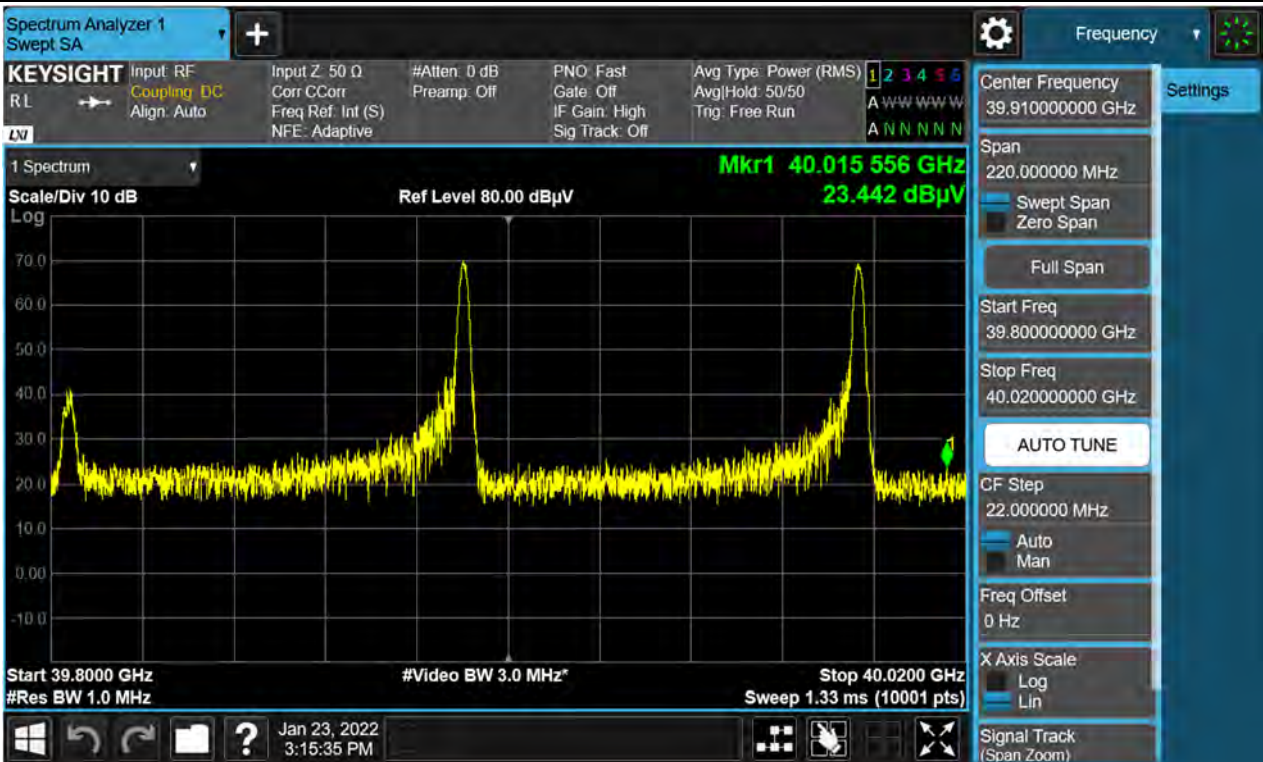 Spectrum Analyzer 1
Swept SA
+
Frequency
KEYSIGHT
RL
LXI
Input: RF
Coupling: DC
Align: Auto
Input Z: 50 Ω
Corr CCorr
Freq Ref: Int (S)
NFE: Adaptive
#Atten: 0 dB
Preamp: Off
PNO: Fast
Gate: Off
IF Gain: High
Sig Track: Off
Avg Type: Power (RMS)
Avg|Hold: 50/50
Trig: Free Run
1 2 3 4 5 6
A W W W W W
A N N N N N
1 Spectrum
Scale/Div 10 dB
Ref Level 80.00 dBµV
Mkr1 40.015 556 GHz
23.442 dBµV
Log
70.0
60.0
50.0
40.0
30.0
20.0
10.0
0.00
-10.0
1
Start 39.8000 GHz
#Video BW 3.0 MHz*
Stop 40.0200 GHz
#Res BW 1.0 MHz
Sweep 1.33 ms (10001 pts)
?
Jan 23, 2022
3:15:35 PM
Center Frequency
39.910000000 GHz
Settings
Span
220.000000 MHz
Swept Span
Zero Span
Full Span
Start Freq
39.800000000 GHz
Stop Freq
40.020000000 GHz
AUTO TUNE
CF Step
22.000000 MHz
Auto
Man
Freq Offset
0 Hz
X Axis Scale
Log
Lin
Signal Track
(Span Zoom)